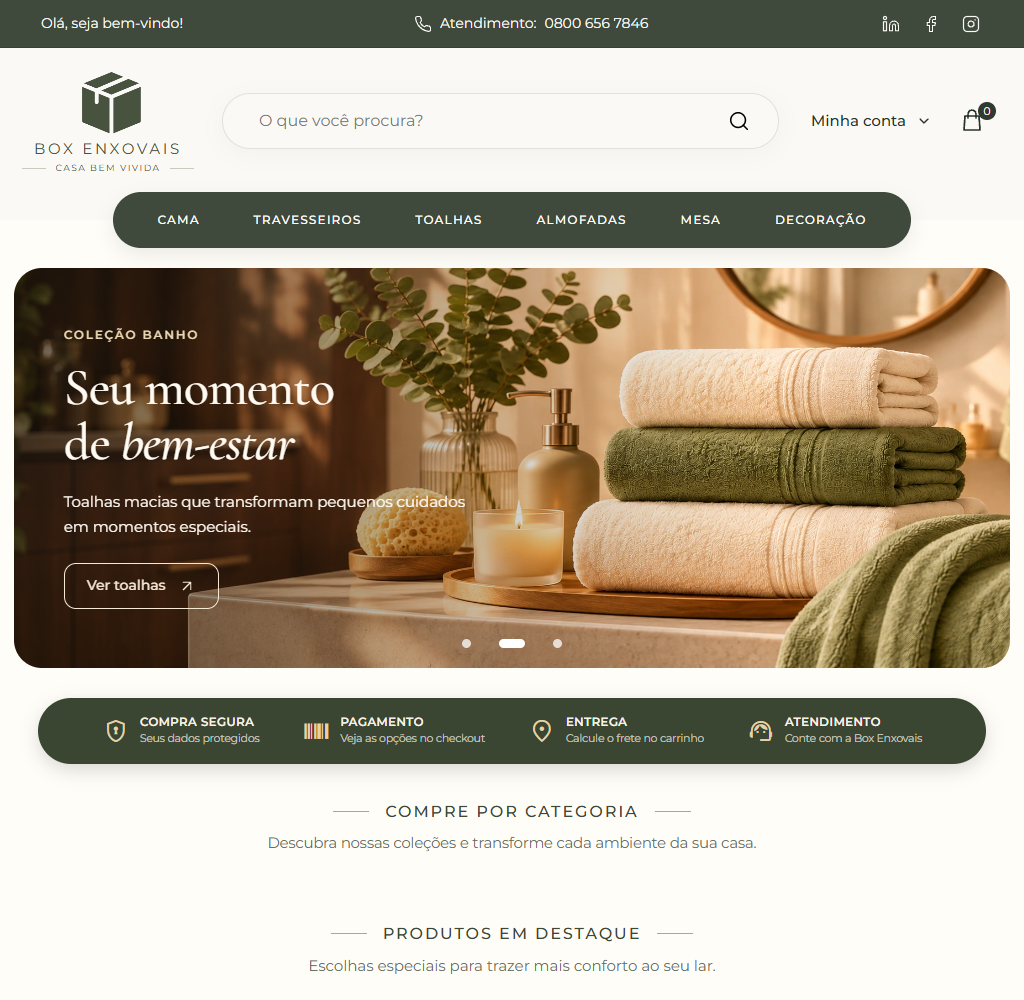 Olá, seja bem-vindo!
Atendimento: 0800 656 7846
BOX ENXOVAIS
CASA BEM VIVIDA
O que você procura?
Minha conta
0
CAMA TRAVESSEIROS TOALHAS ALMOFADAS MESA DECORAÇÃO
COLEÇÃO BANHO
Seu momento
de bem-estar
Toalhas macias que transformam pequenos cuidados
em momentos especiais.
Ver toalhas
COMPRA SEGURA
Seus dados protegidos
PAGAMENTO
Veja as opções no checkout
ENTREGA
Calcule o frete no carrinho
ATENDIMENTO
Conte com a Box Enxovais
COMPRE POR CATEGORIA
Descubra nossas coleções e transforme cada ambiente da sua casa.
PRODUTOS EM DESTAQUE
Escolhas especiais para trazer mais conforto ao seu lar.